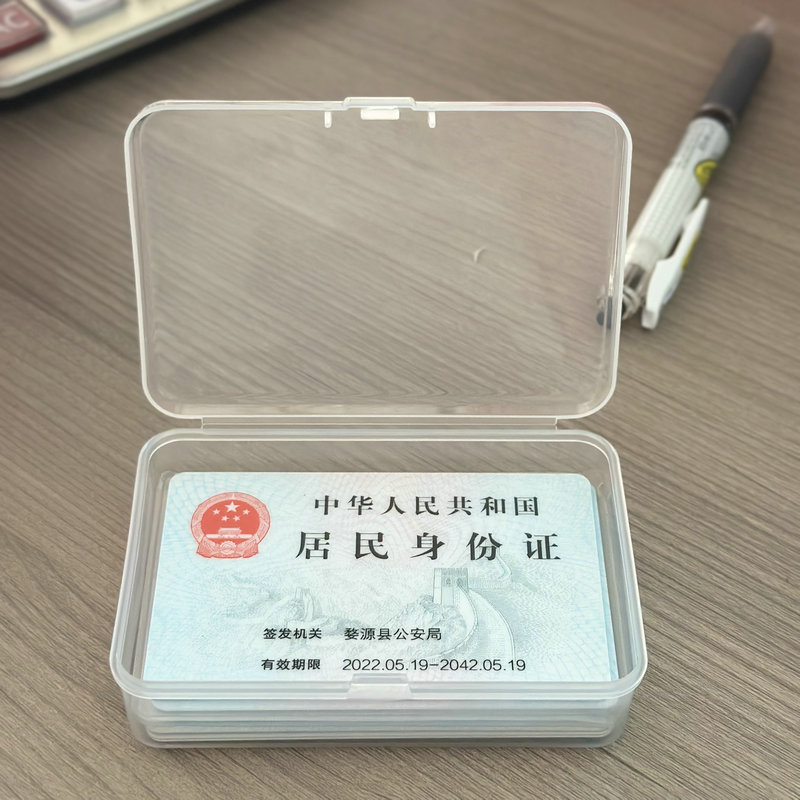 AC
中华人民共和国
居民身份证
签发机关 婺源县公安局
有效期限 2022.05.19-2042.05.19